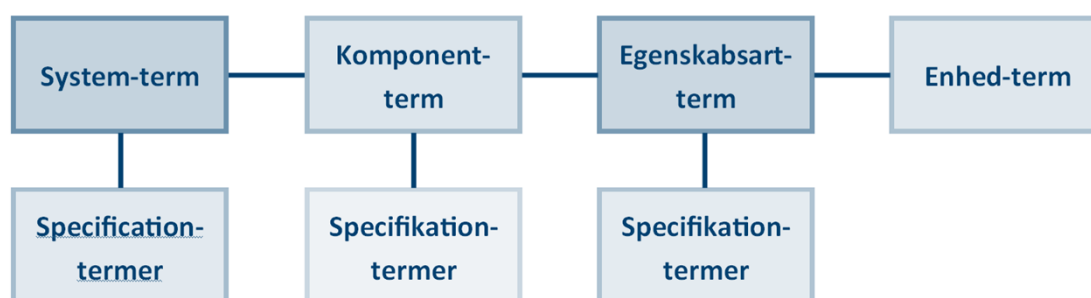 System-term
Komponent-
term
Egenskabsart-
term
Enhed-term
Specification-
termer
Specifikation-
termer
Specifikation-
termer